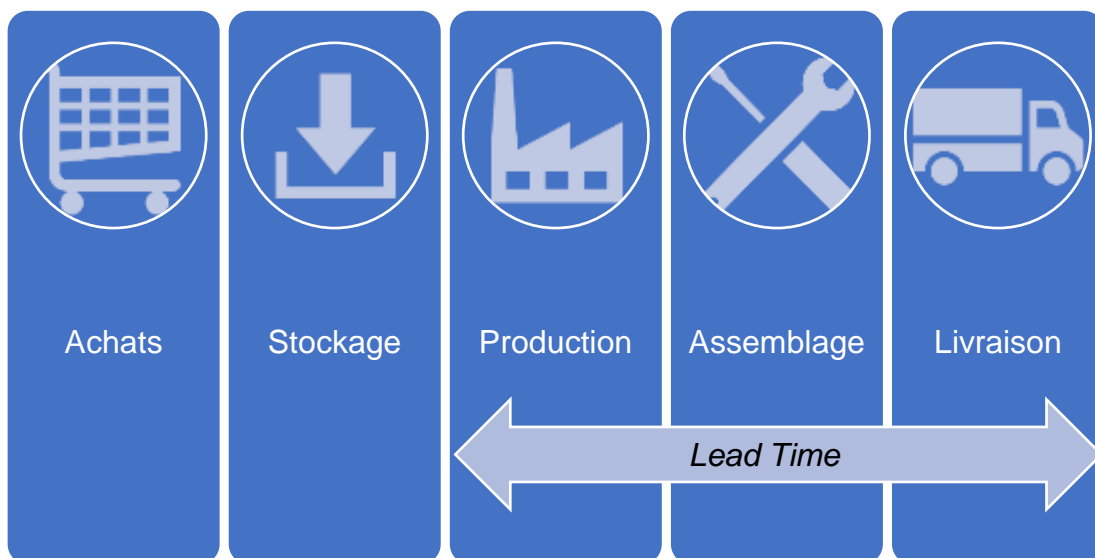 Achats
Stockage
Production
Assemblage
Livraison
Lead Time